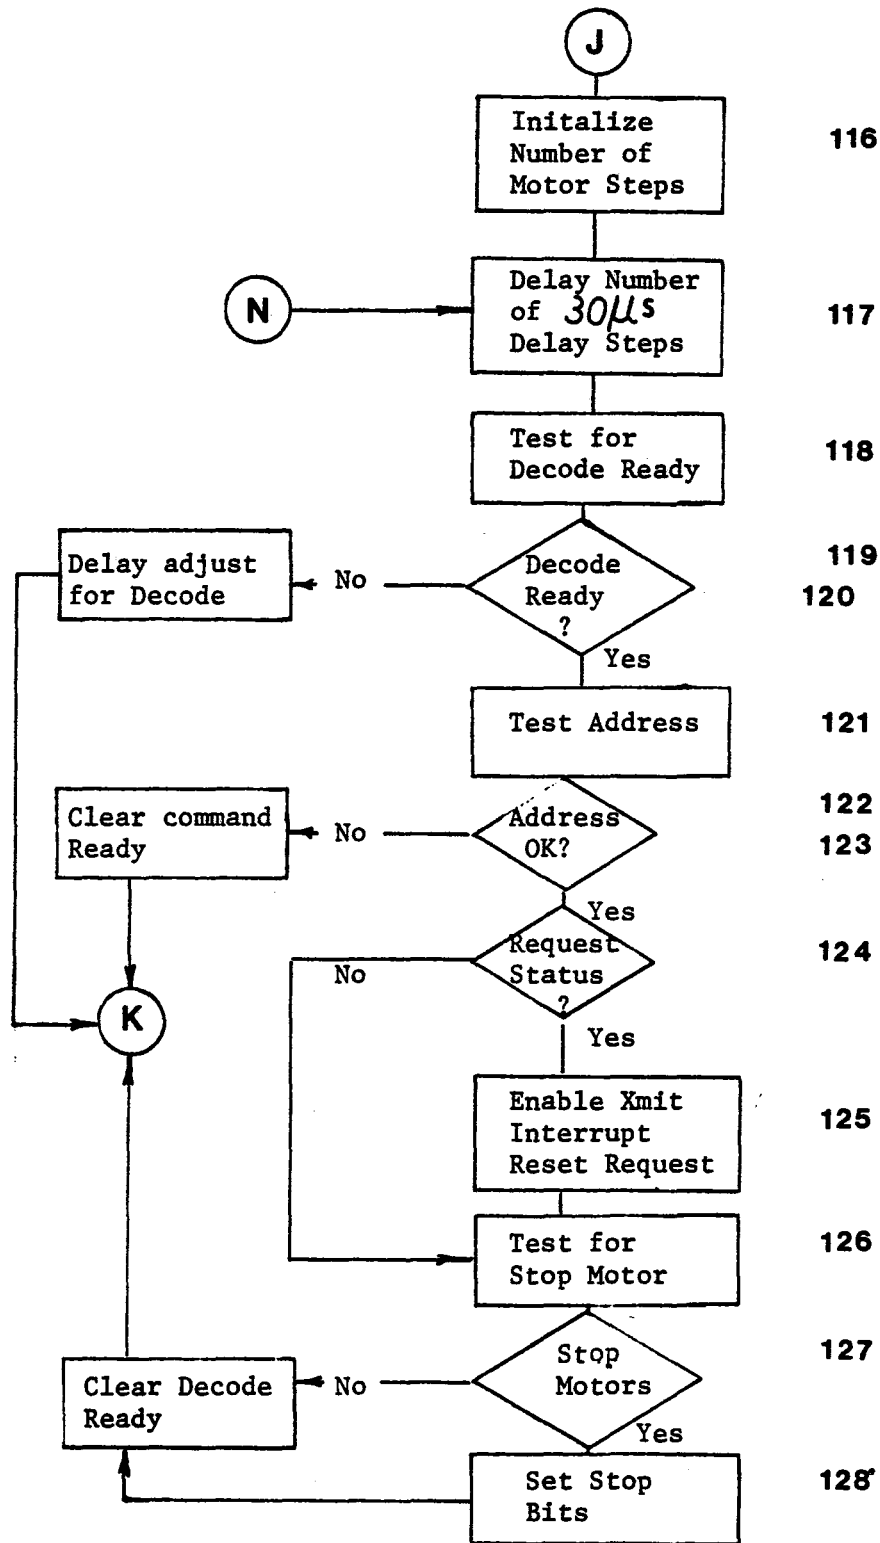 J
Initalize
Number of
Motor Steps
116
N
Delay Number
of 30μs
Delay Steps
117
Test for
Decode Ready
118
Delay adjust
for Decode
No
Decode
Ready
?
119
120
Yes
Test Address
121
Clear command
Ready
No
Address
OK?
122
123
Yes
Request
Status
?
124
No
K
Yes
Enable Xmit
Interrupt
Reset Request
125
Test for
Stop Motor
126
Stop
Motors
127
Clear Decode
Ready
No
Yes
Set Stop
Bits
128